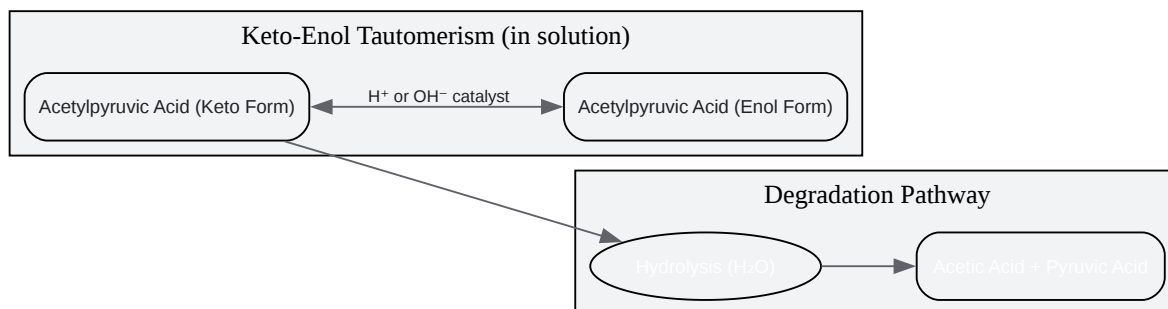 Keto-Enol Tautomerism (in solution)
Acetylpyruvic Acid (Keto Form)
H⁺ or OH⁻ catalyst
Acetylpyruvic Acid (Enol Form)
Degradation Pathway
Hydrolysis (H₂O)
Acetic Acid + Pyruvic Acid